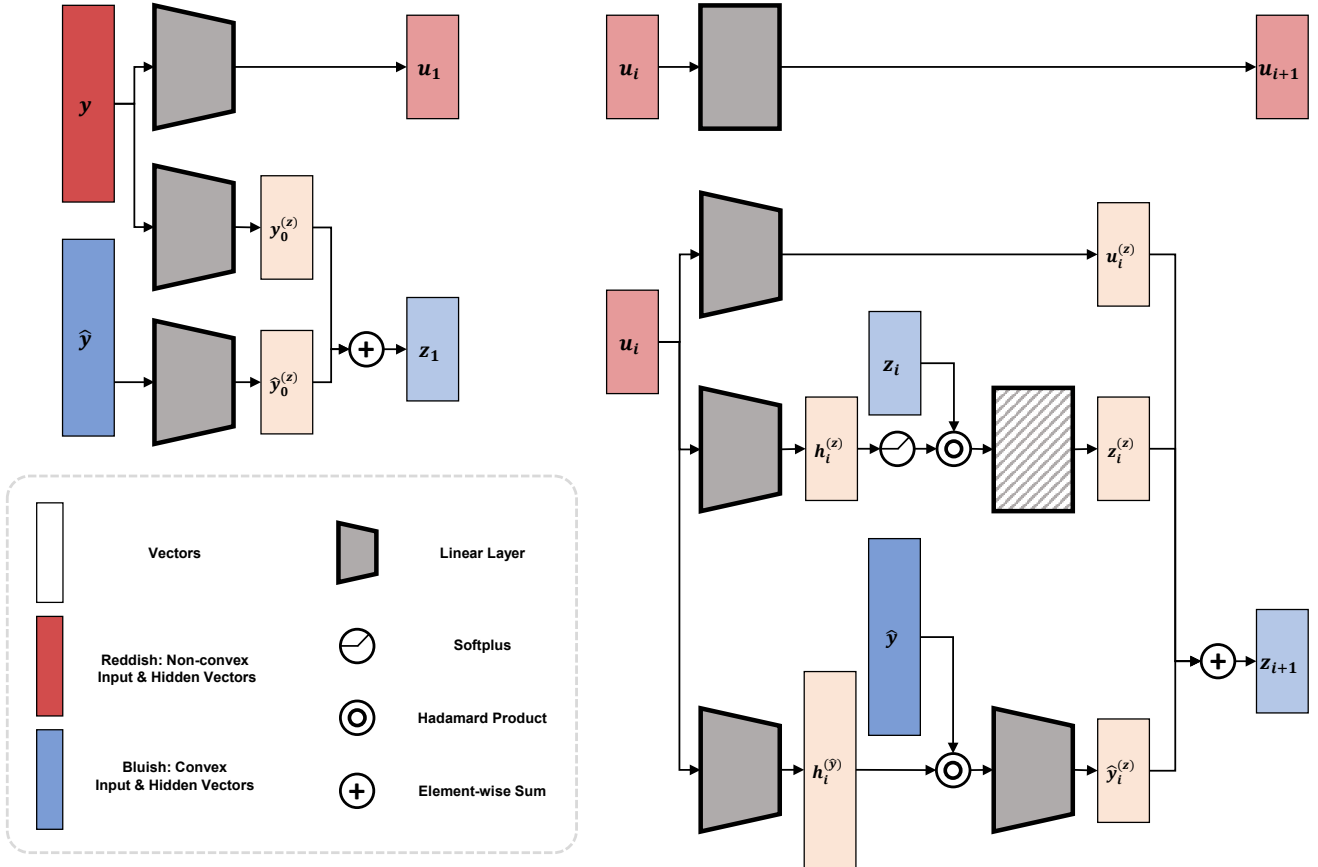 y
u₁
y₀⁽ᶻ⁾
ŷ
ŷ₀⁽ᶻ⁾
z₁
Vectors
Linear Layer
Reddish: Non-convex
Input & Hidden Vectors
Softplus
Hadamard Product
Bluish: Convex
Input & Hidden Vectors
Element-wise Sum
uᵢ
uᵢ₊₁
uᵢ
uᵢ⁽ᶻ⁾
zᵢ
hᵢ⁽ᶻ⁾
zᵢ⁽ᶻ⁾
ŷ
hᵢ⁽ŷ⁾
ŷᵢ⁽ᶻ⁾
zᵢ₊₁